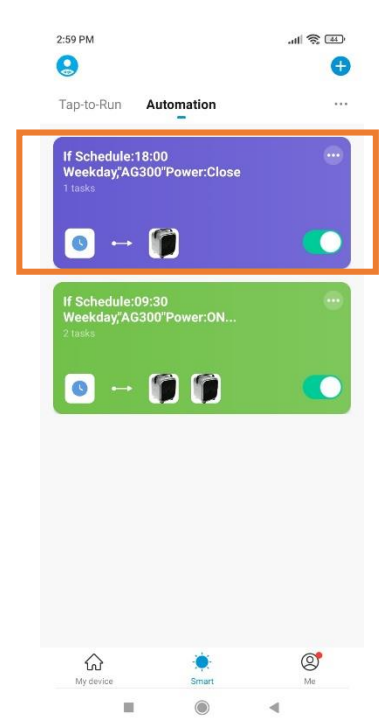 2:59 PM
44
Tap-to-Run Automation
If Schedule:18:00
Weekday,"AG300"Power:Close
1 tasks
If Schedule:09:30
Weekday,"AG300"Power:ON...
2 tasks
My device Smart Me